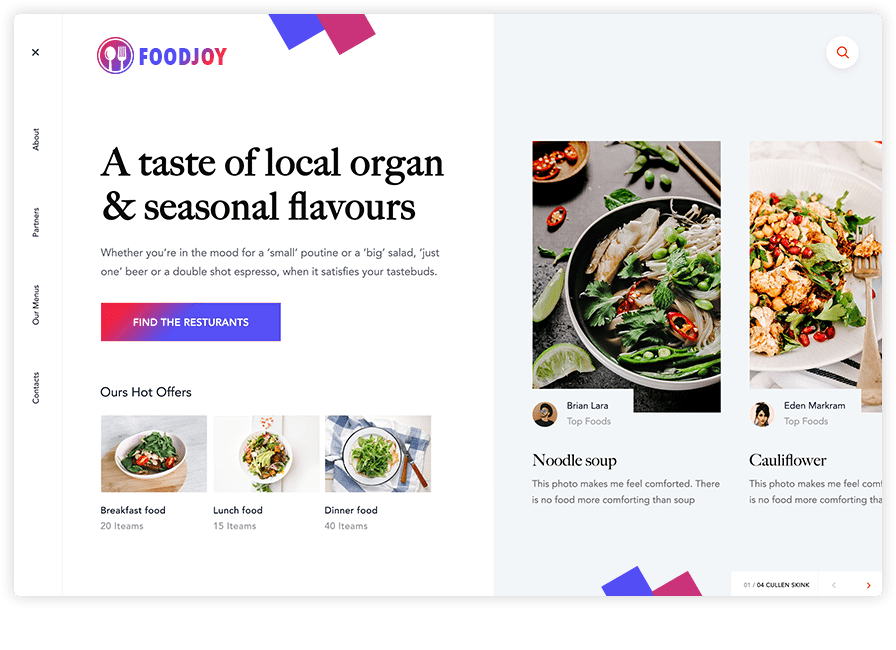 FOODJOY
About
Partners
Our Menus
Contacts
A taste of local organ
& seasonal flavours
Whether you're in the mood for a 'small' poutine or a 'big' salad, 'just
one' beer or a double shot espresso, when it satisfies your tastebuds.
FIND THE RESTURANTS
Ours Hot Offers
Breakfast food
20 Iteams
Lunch food
15 Iteams
Dinner food
40 Iteams
Brian Lara
Top Foods
Noodle soup
This photo makes me feel comforted. There
is no food more comforting than soup
Eden Markram
Top Foods
Cauliflower
This photo makes me feel com
is no food more comforting tha
01 / 04 CULLEN SKINK